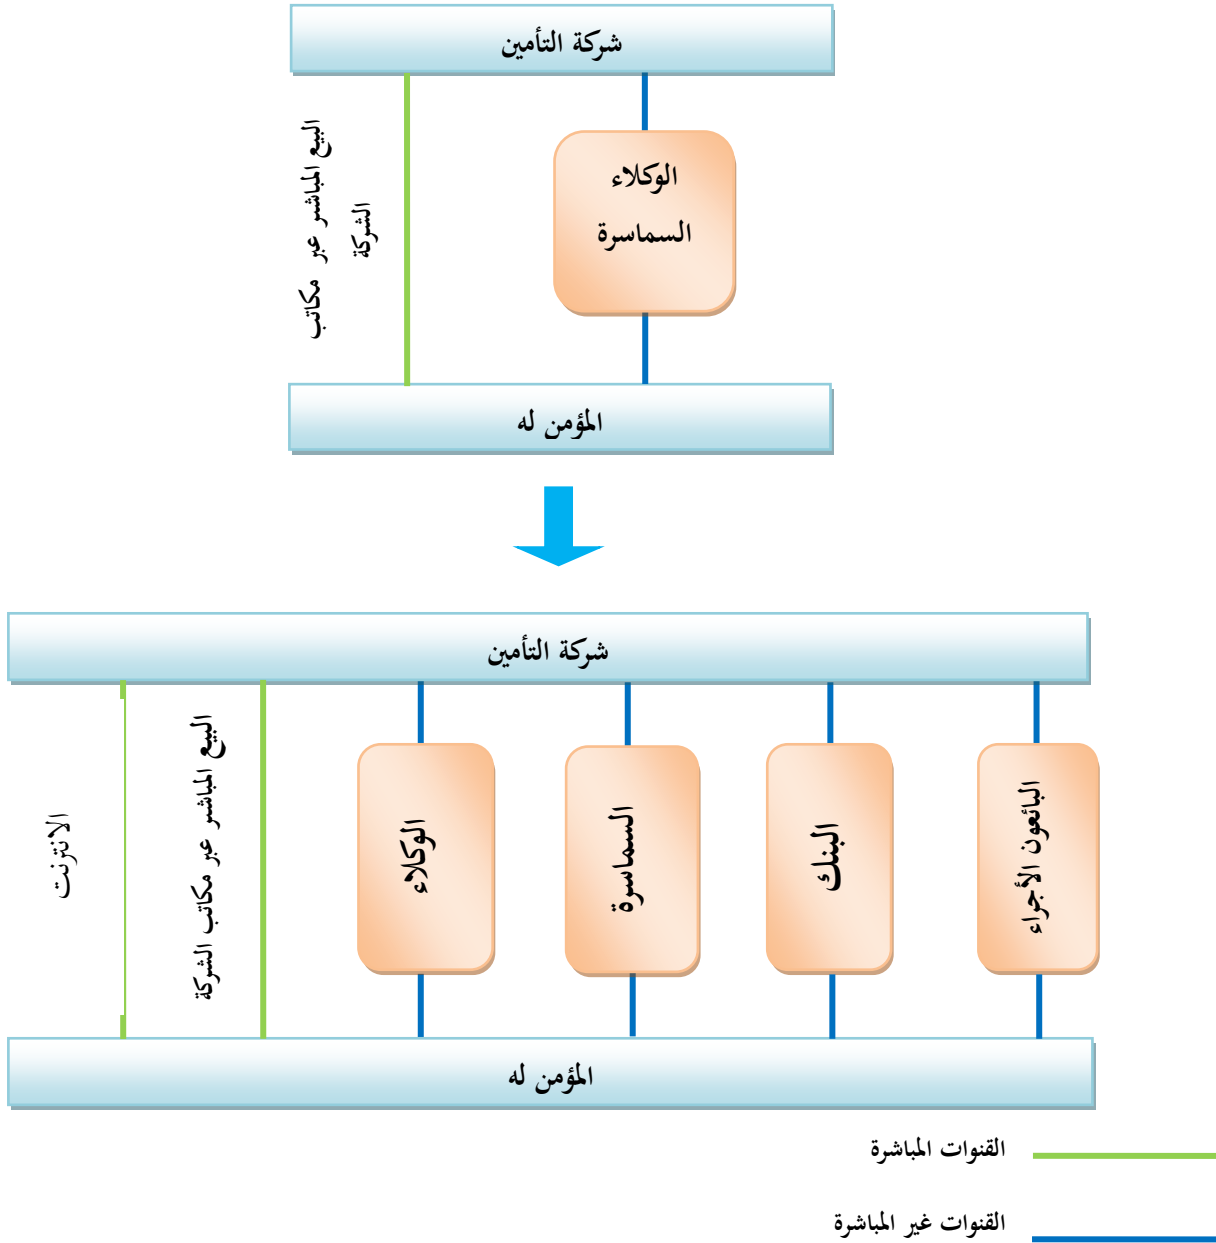 شركة التأمين
البيع المباشر عبر مكاتب
الشركة
الوكلاء
السماسرة
المؤمن له
شركة التأمين
البائعون الأجراء
البنك
السماسرة
الوكلاء
البيع المباشر عبر مكاتب الشركة
الانترنت
المؤمن له
القنوات المباشرة
القنوات غير المباشرة